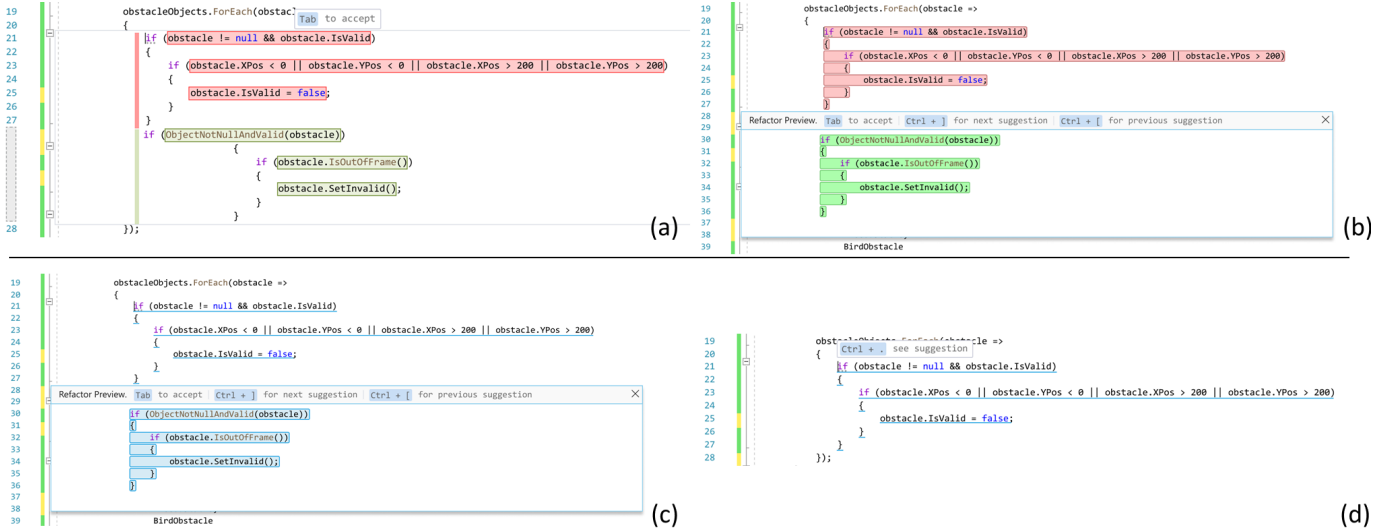 19 obstacleObjects.ForEach(obstac
Tab to accept
20 {
21 if (obstacle != null && obstacle.IsValid)
22 {
23 if (obstacle.XPos < 0 || obstacle.YPos < 0 || obstacle.XPos > 200 || obstacle.YPos > 200)
24 {
25 obstacle.IsValid = false;
26 }
27 }
if (ObjectNotNullAndValid(obstacle))
{
if (obstacle.IsOutOfFrame())
{
obstacle.SetInvalid();
}
}
28 });
(a)
19 obstacleObjects.ForEach(obstacle =>
20 {
21 if (obstacle != null && obstacle.IsValid)
22 {
23 if (obstacle.XPos < 0 || obstacle.YPos < 0 || obstacle.XPos > 200 || obstacle.YPos > 200)
24 {
25 obstacle.IsValid = false;
26 }
27 }
28
29 Refactor Preview. Tab to accept | Ctrl + ] for next suggestion | Ctrl + [ for previous suggestion
30 if (ObjectNotNullAndValid(obstacle))
31 {
32 if (obstacle.IsOutOfFrame())
33 {
34 obstacle.SetInvalid();
35 }
36 }
37
38
39 BirdObstacle
(b)
19 obstacleObjects.ForEach(obstacle =>
20 {
21 if (obstacle != null && obstacle.IsValid)
22 {
23 if (obstacle.XPos < 0 || obstacle.YPos < 0 || obstacle.XPos > 200 || obstacle.YPos > 200)
24 {
25 obstacle.IsValid = false;
26 }
27 }
28
29 Refactor Preview. Tab to accept | Ctrl + ] for next suggestion | Ctrl + [ for previous suggestion
30 if (ObjectNotNullAndValid(obstacle))
31 {
32 if (obstacle.IsOutOfFrame())
33 {
34 obstacle.SetInvalid();
35 }
36 }
37
38
39 BirdObstacle
(c)
19 obstacleObjects.ForEach(obstacle =>
Ctrl + . see suggestion
20 {
21 if (obstacle != null && obstacle.IsValid)
22 {
23 if (obstacle.XPos < 0 || obstacle.YPos < 0 || obstacle.XPos > 200 || obstacle.YPos > 200)
24 {
25 obstacle.IsValid = false;
26 }
27 }
28 });
(d)